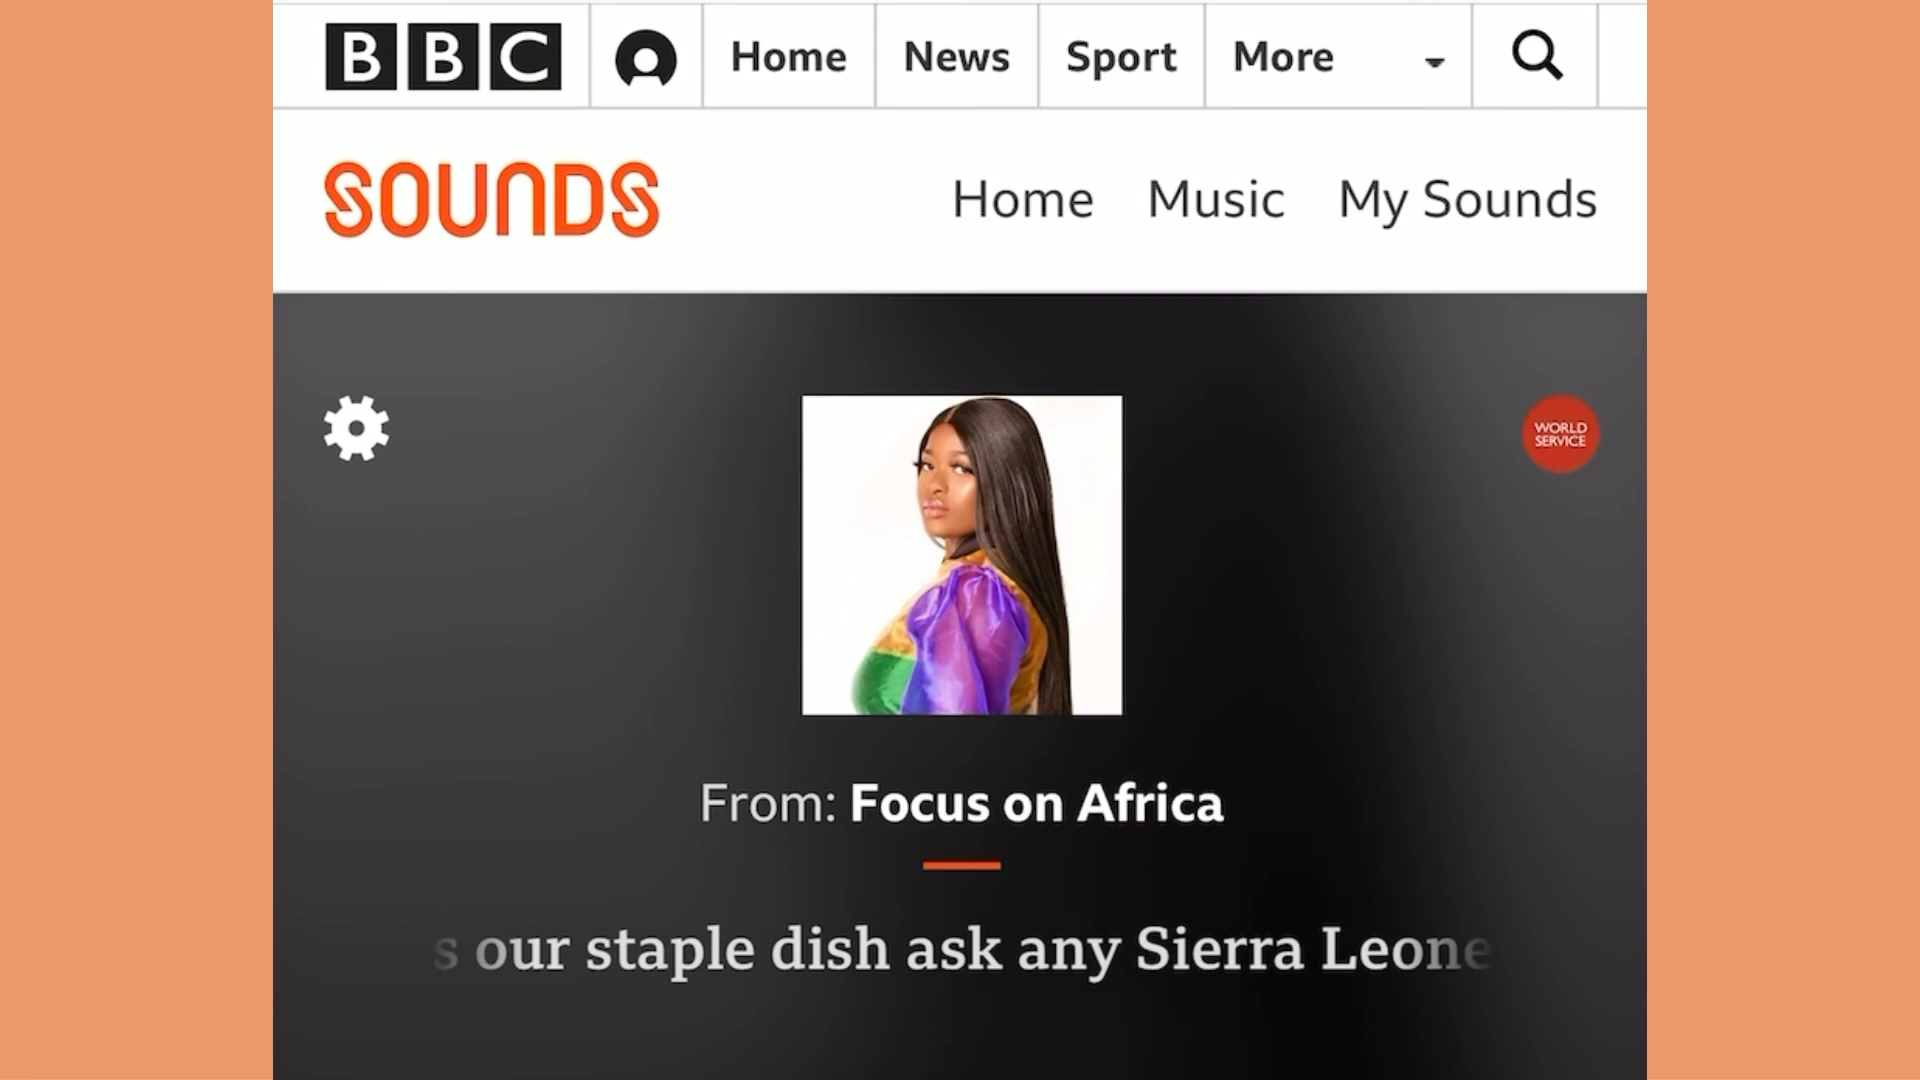 BBC Home News Sport More
SOUNDS Home Music My Sounds
WORLD
SERVICE
From: Focus on Africa
s our staple dish ask any Sierra Leone